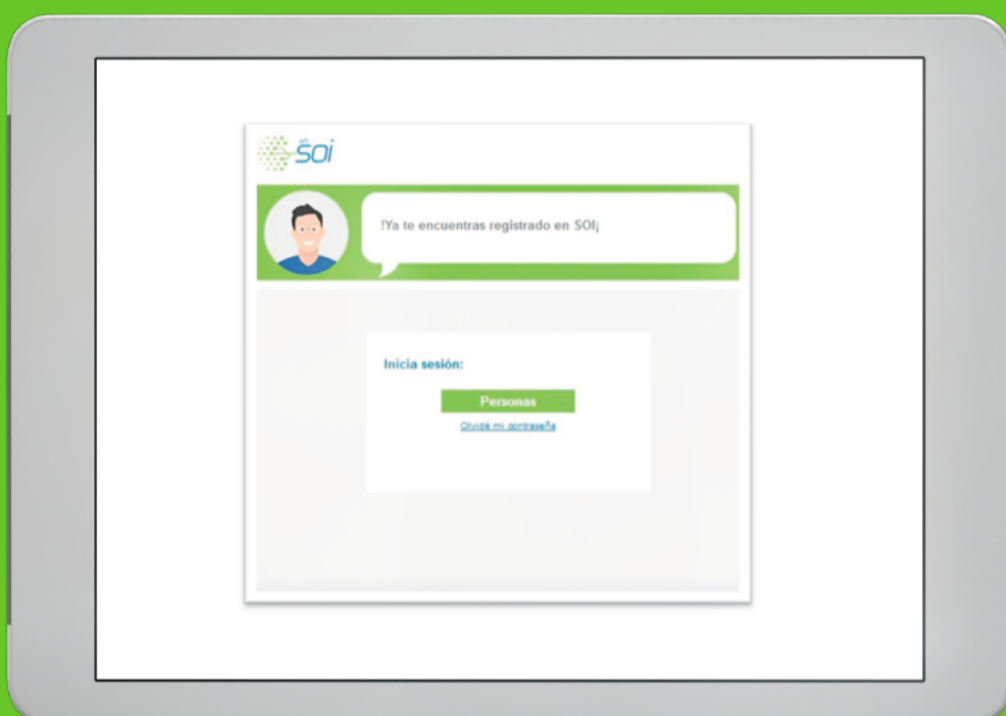 SOI
!Ya te encuentras registrado en SOI¡
Inicia sesión:
Personas
Olvidé mi contraseña